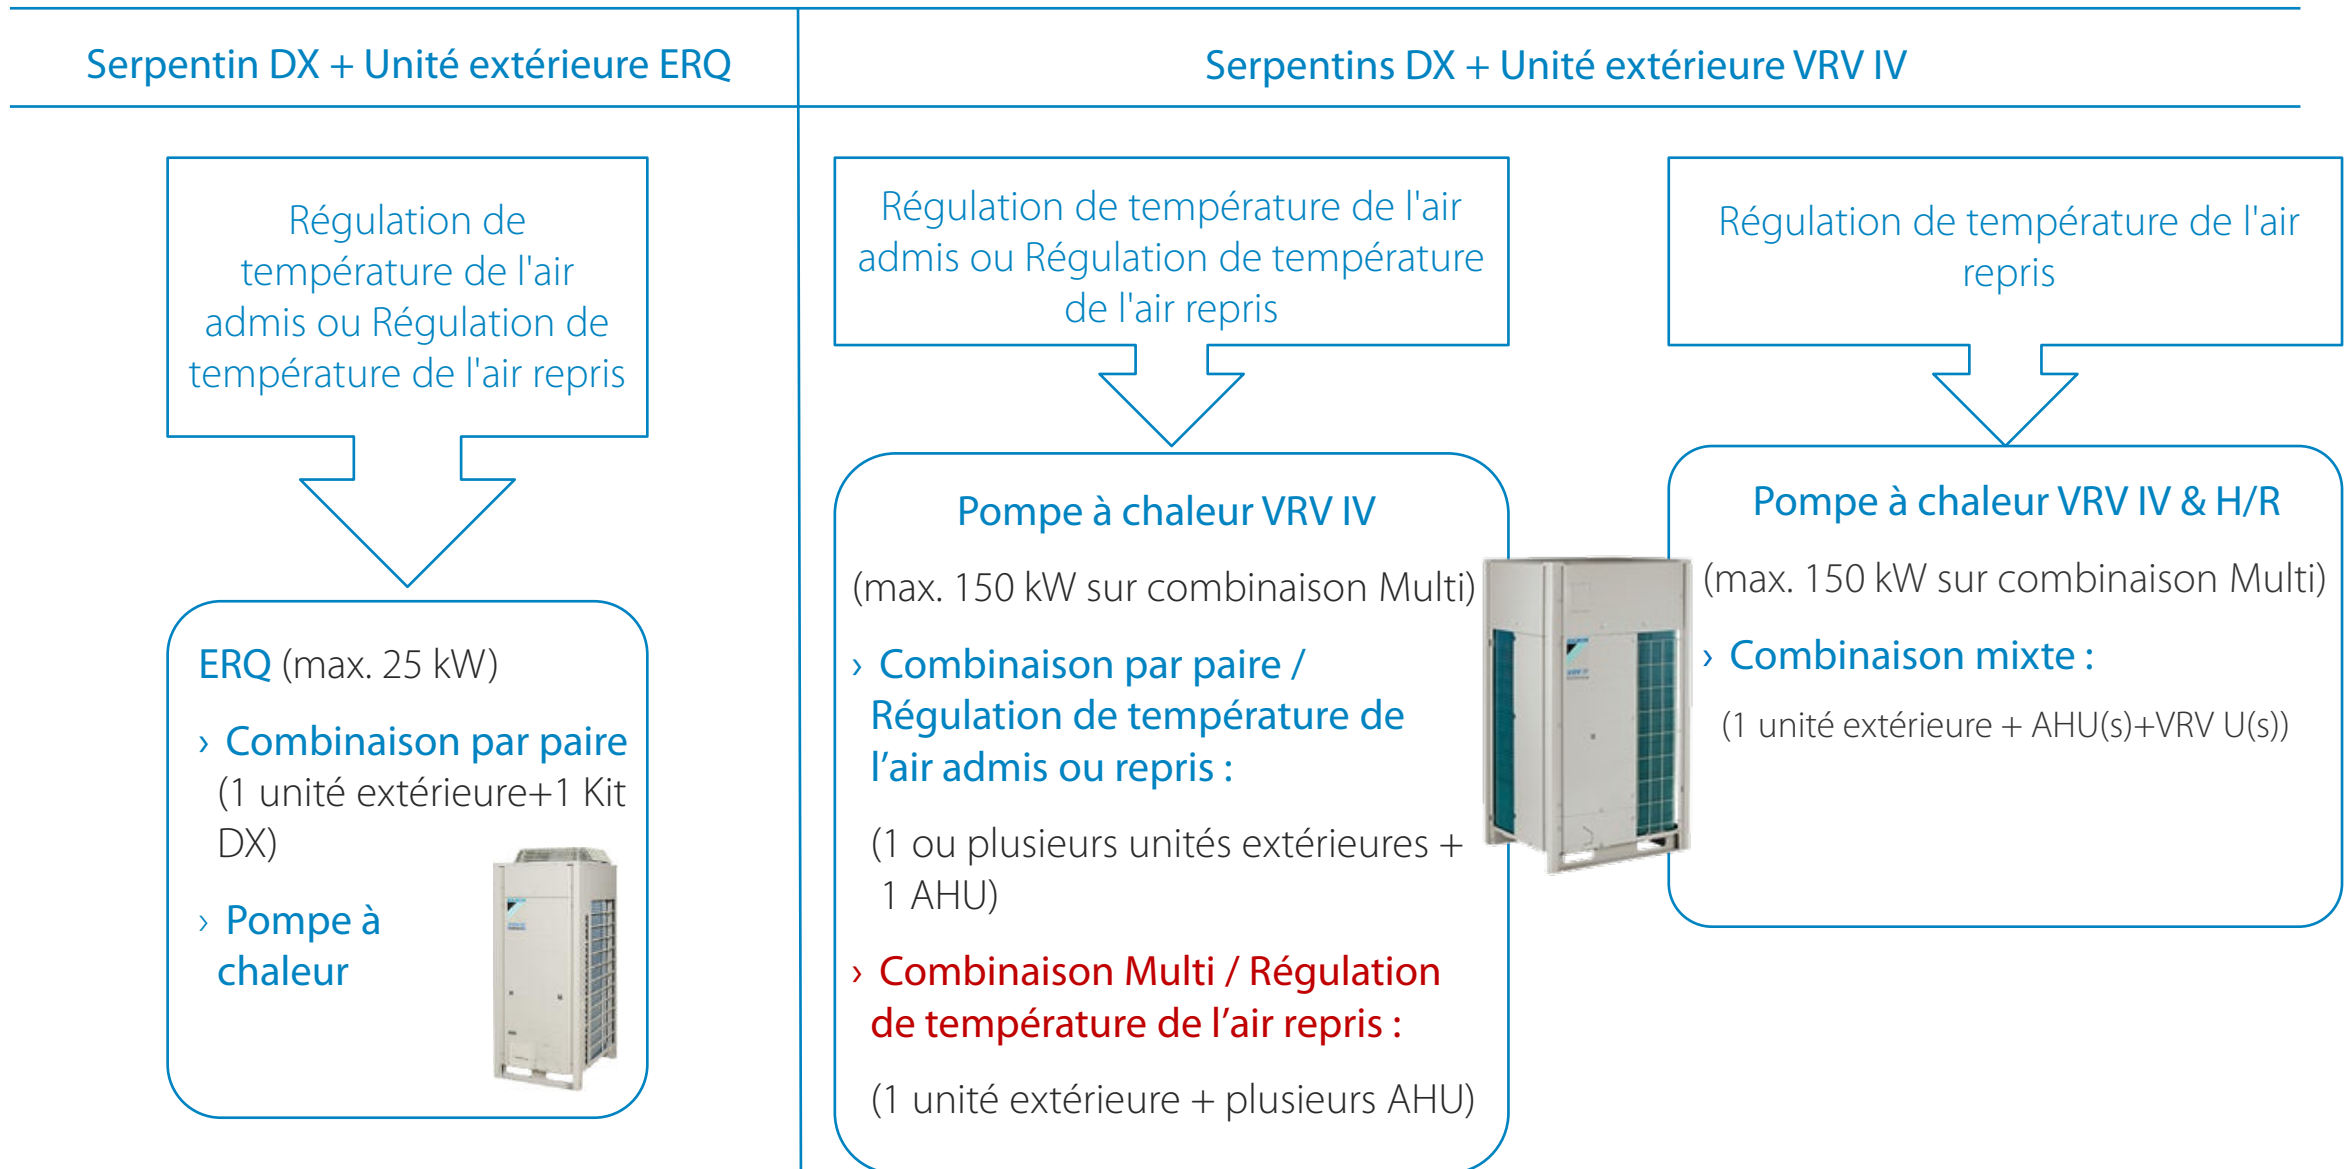 Serpentin DX + Unité extérieure ERQ
Serpentins DX + Unité extérieure VRV IV
Régulation de
température de l'air
admis ou Régulation de
température de l'air repris
Régulation de température de l'air
admis ou Régulation de température
de l'air repris
Régulation de température de l'air
repris
ERQ (max. 25 kW)
› Combinaison par paire
(1 unité extérieure+1 Kit
DX)
› Pompe à
chaleur
Pompe à chaleur VRV IV
(max. 150 kW sur combinaison Multi)
› Combinaison par paire /
Régulation de température de
l’air admis ou repris :
(1 ou plusieurs unités extérieures +
1 AHU)
› Combinaison Multi / Régulation
de température de l’air repris :
(1 unité extérieure + plusieurs AHU)
Pompe à chaleur VRV IV & H/R
(max. 150 kW sur combinaison Multi)
› Combinaison mixte :
(1 unité extérieure + AHU(s)+VRV U(s))